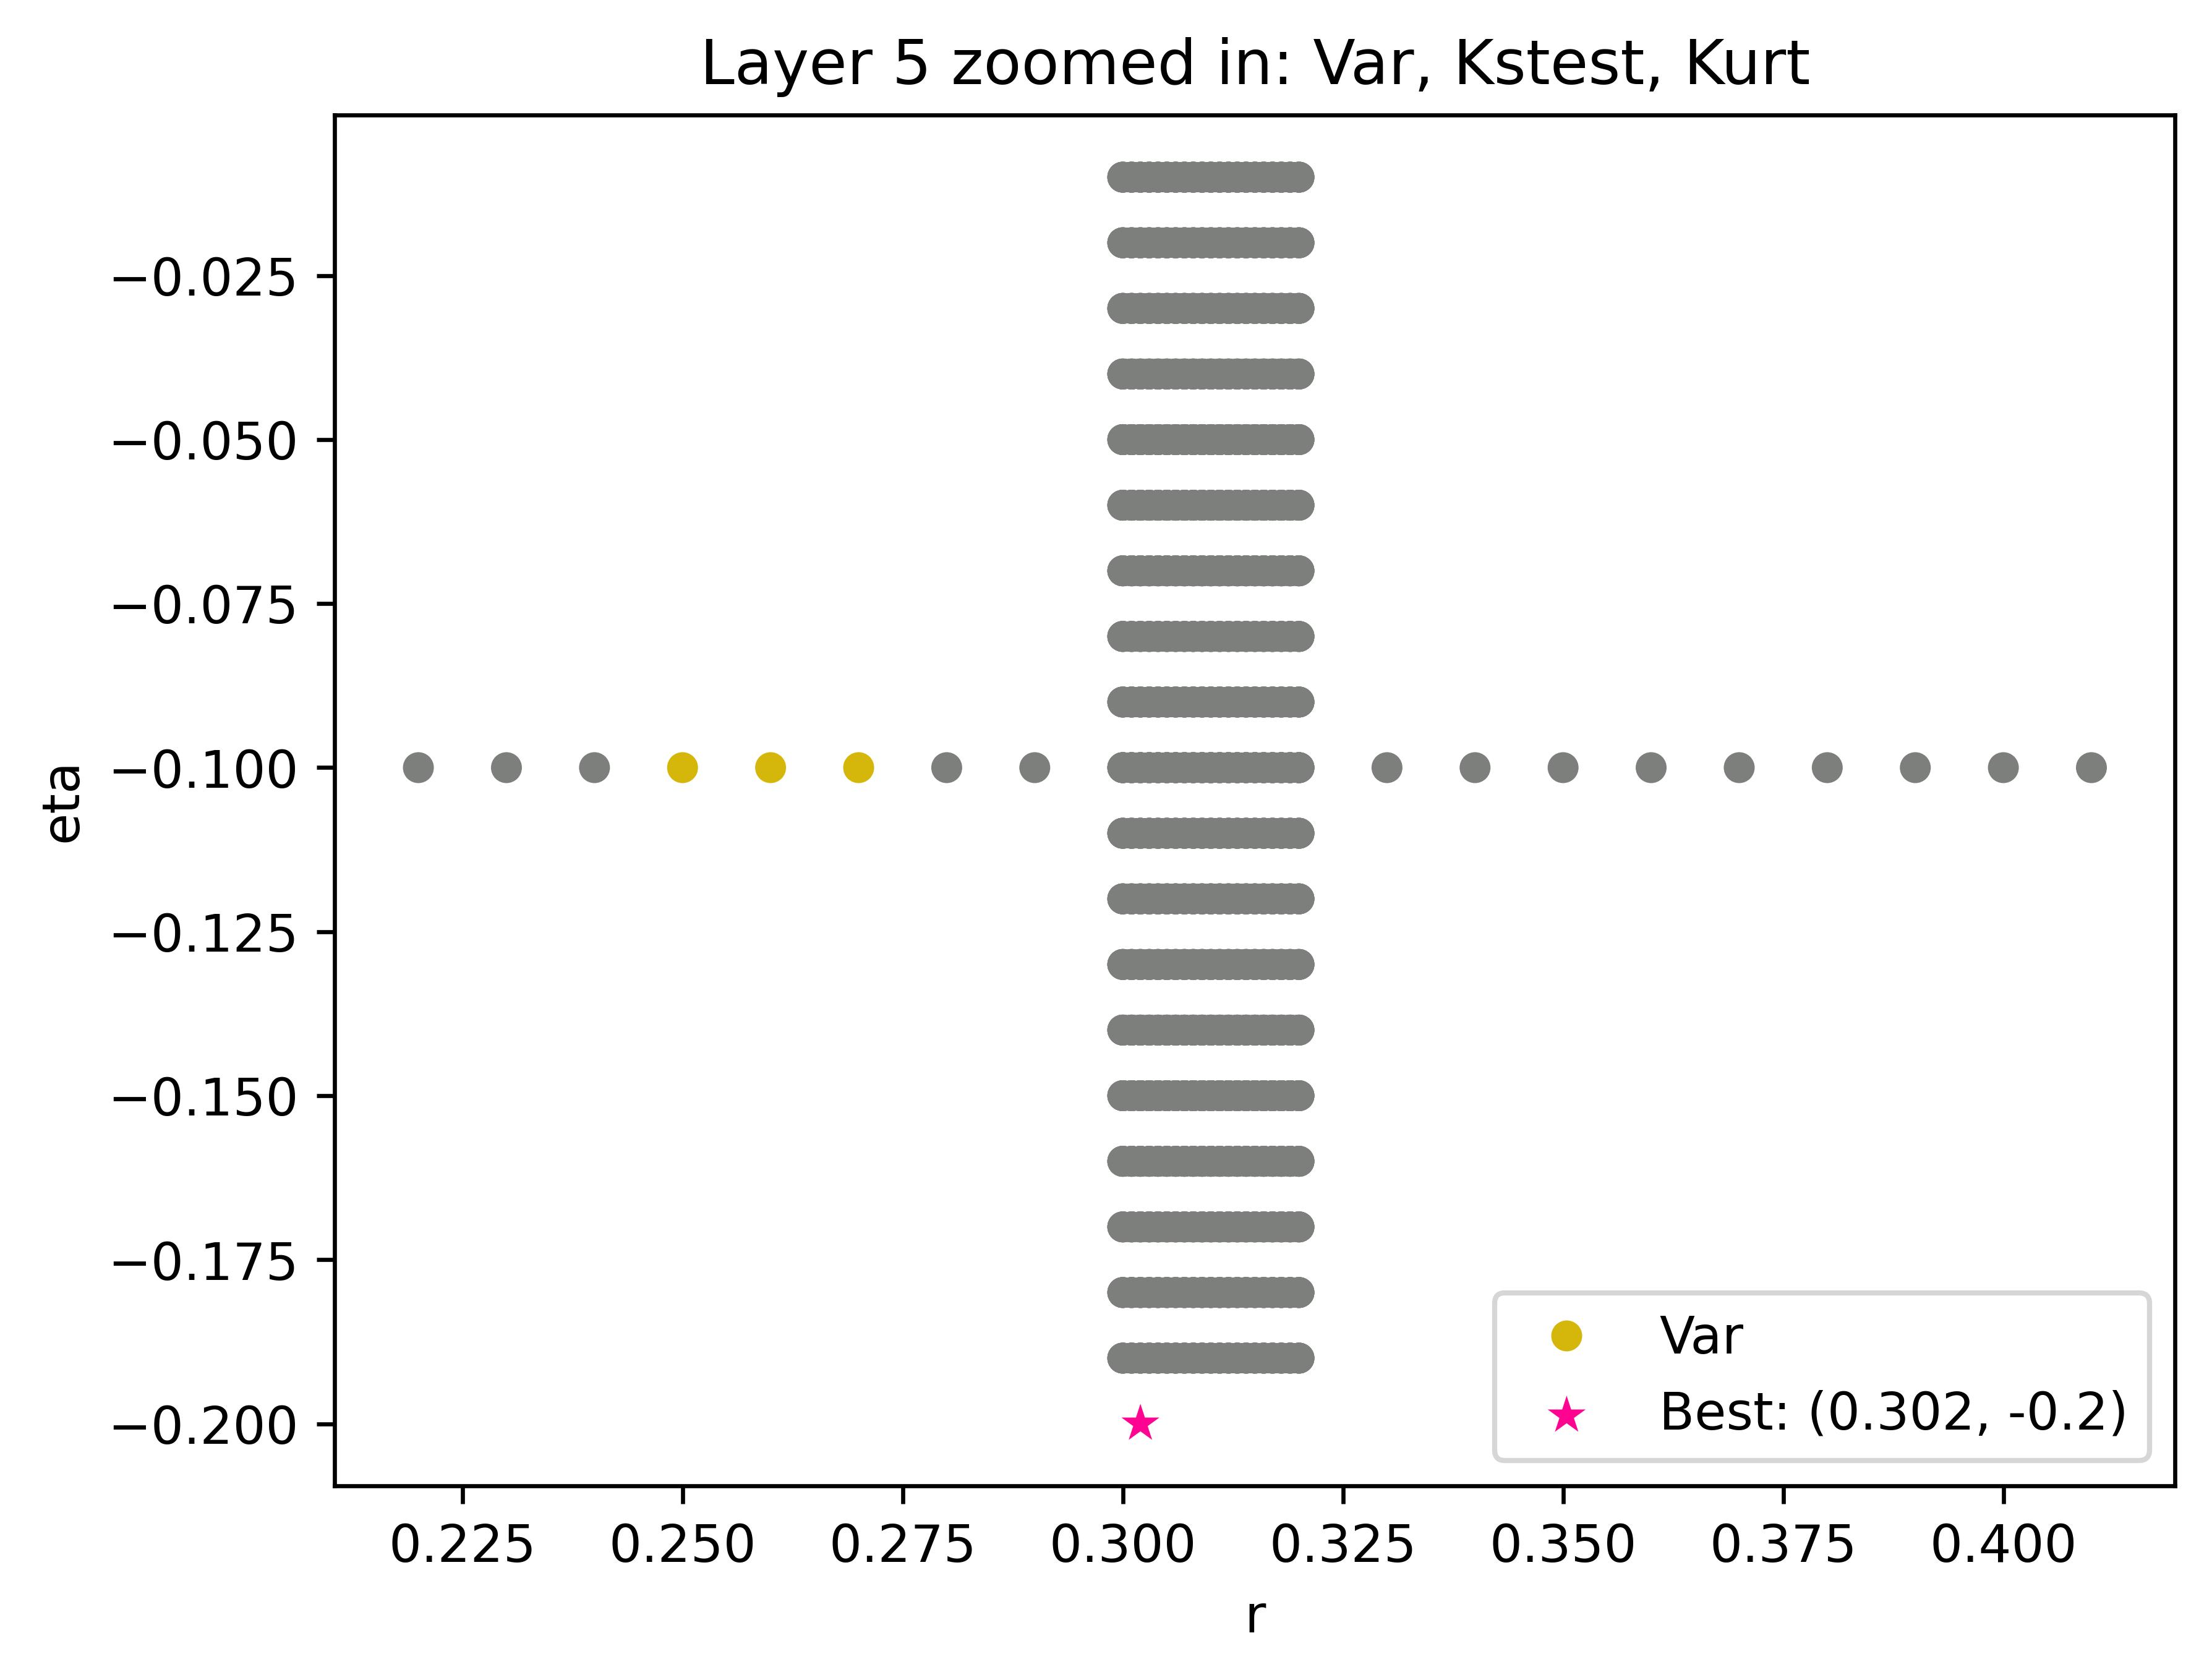 Layer 5 zoomed in: Var, Kstest, Kurt
eta
−0.025
−0.050
−0.075
−0.100
−0.125
−0.150
−0.175
−0.200
Var
Best: (0.302, -0.2)
0.225 0.250 0.275 0.300 0.325 0.350 0.375 0.400
r